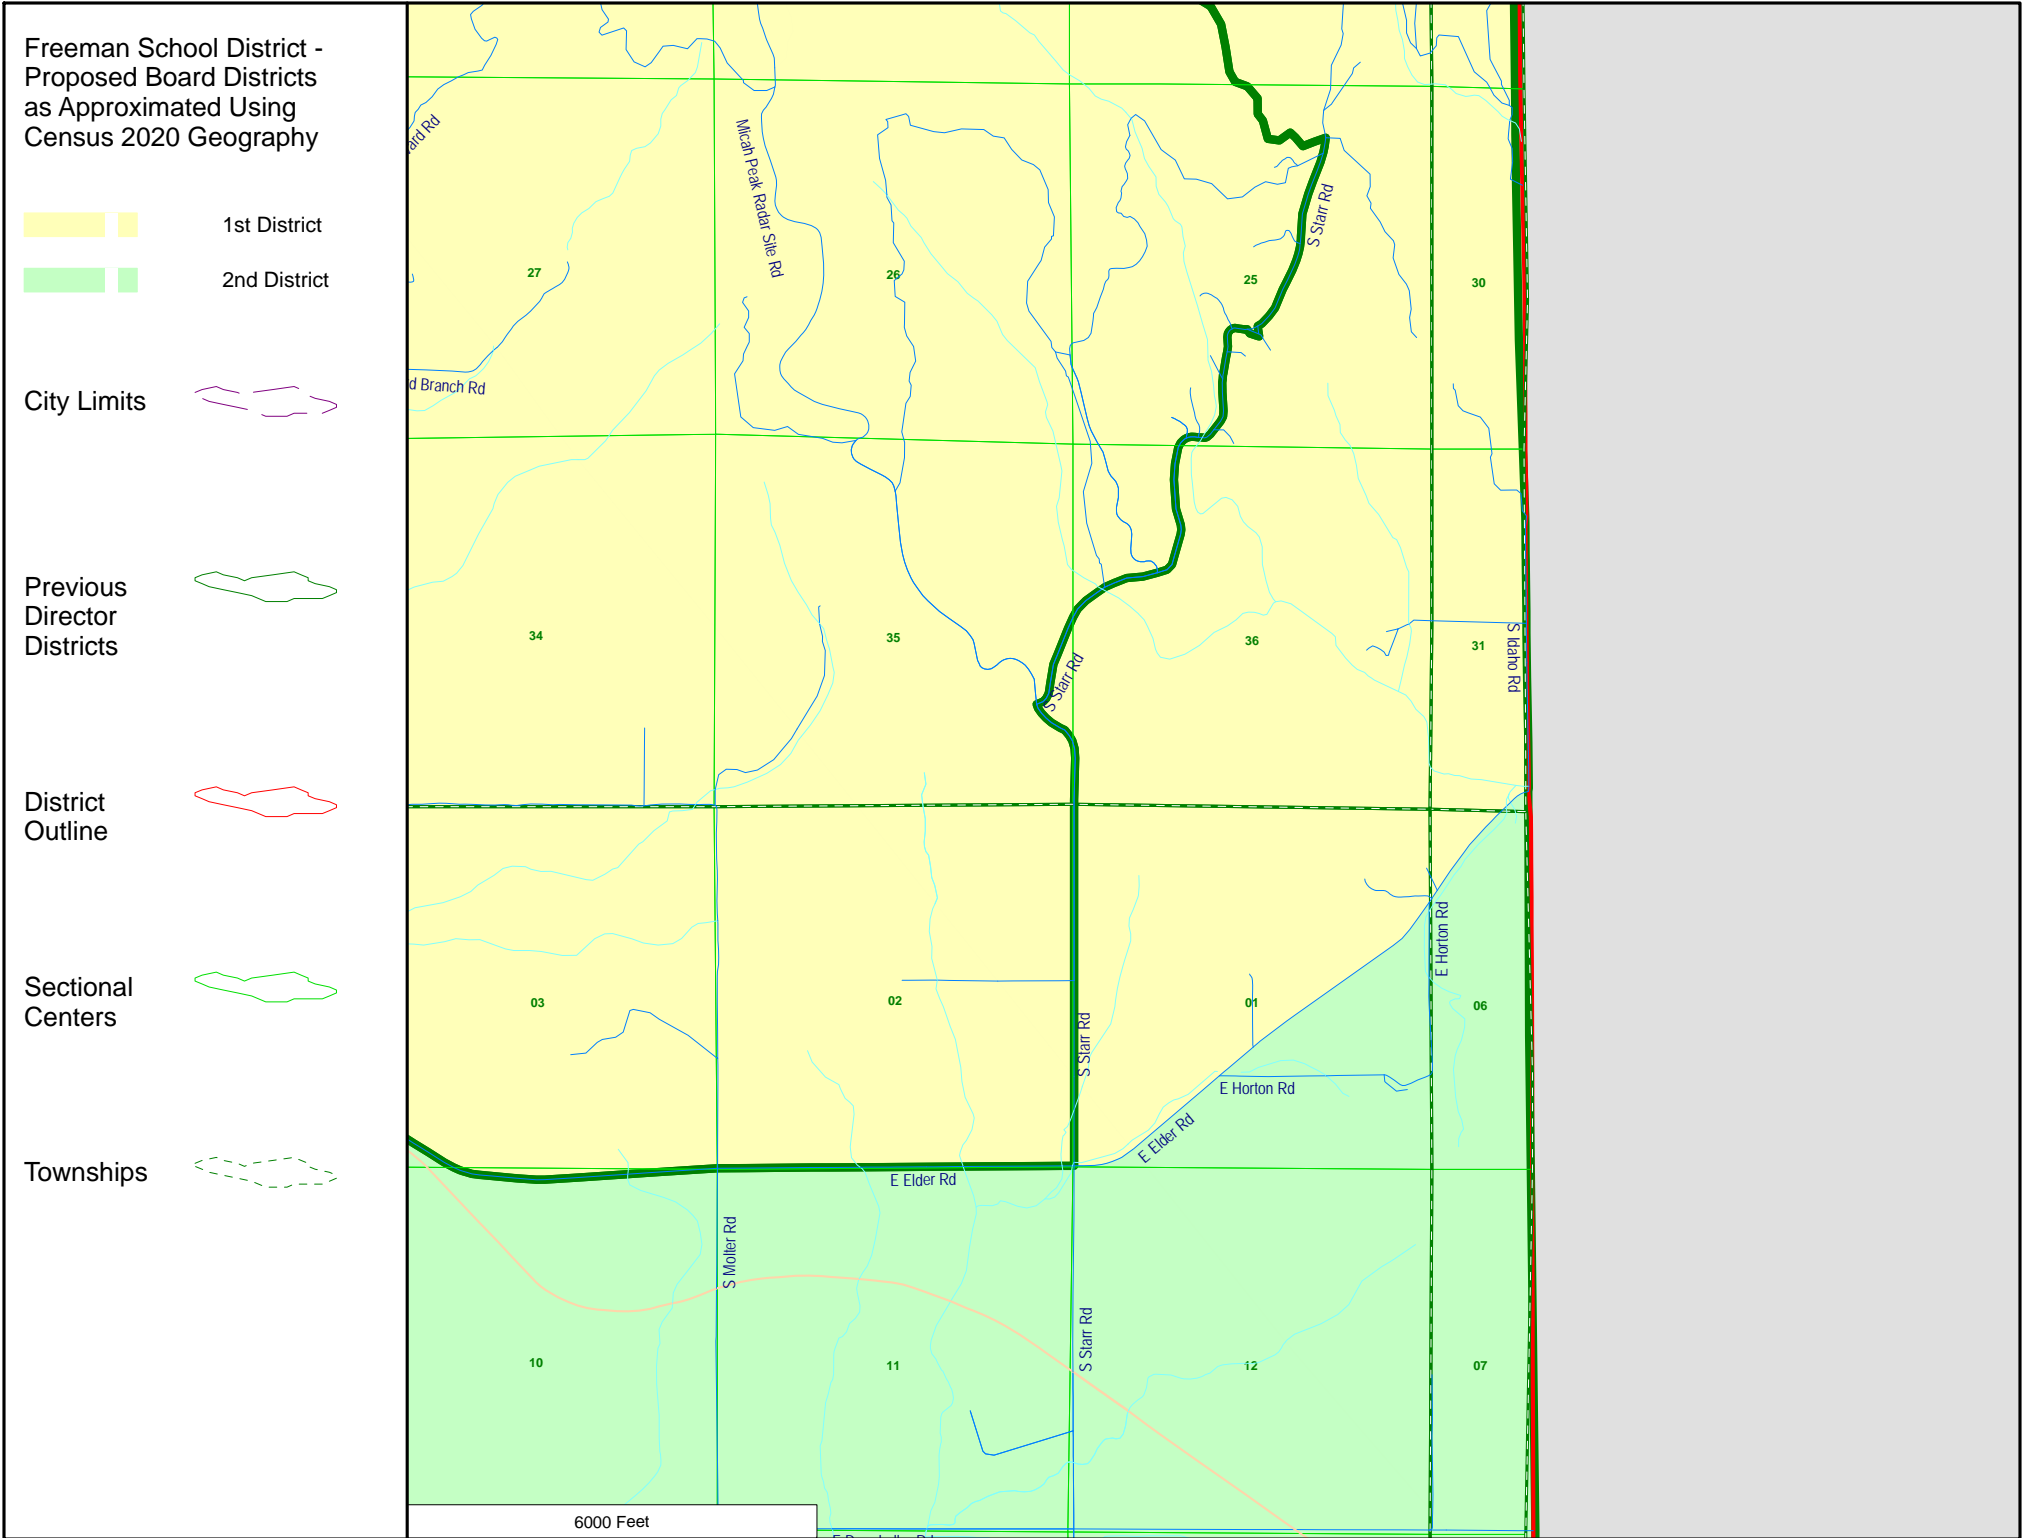 Freeman School District -
Proposed Board Districts
as Approximated Using
Census 2020 Geography
1st District
2nd District
City Limits
Previous
Director
Districts
District
Outline
Sectional
Centers
Townships
Micah Peak Radar Site Rd
S Starr Rd
27
26
25
30
d Branch Rd
34
35
36
31
S Idaho Rd
S Starr Rd
E Horton Rd
03
02
01
06
S Starr Rd
E Horton Rd
E Elder Rd
E Elder Rd
S Molter Rd
S Starr Rd
10
11
12
07
6000 Feet